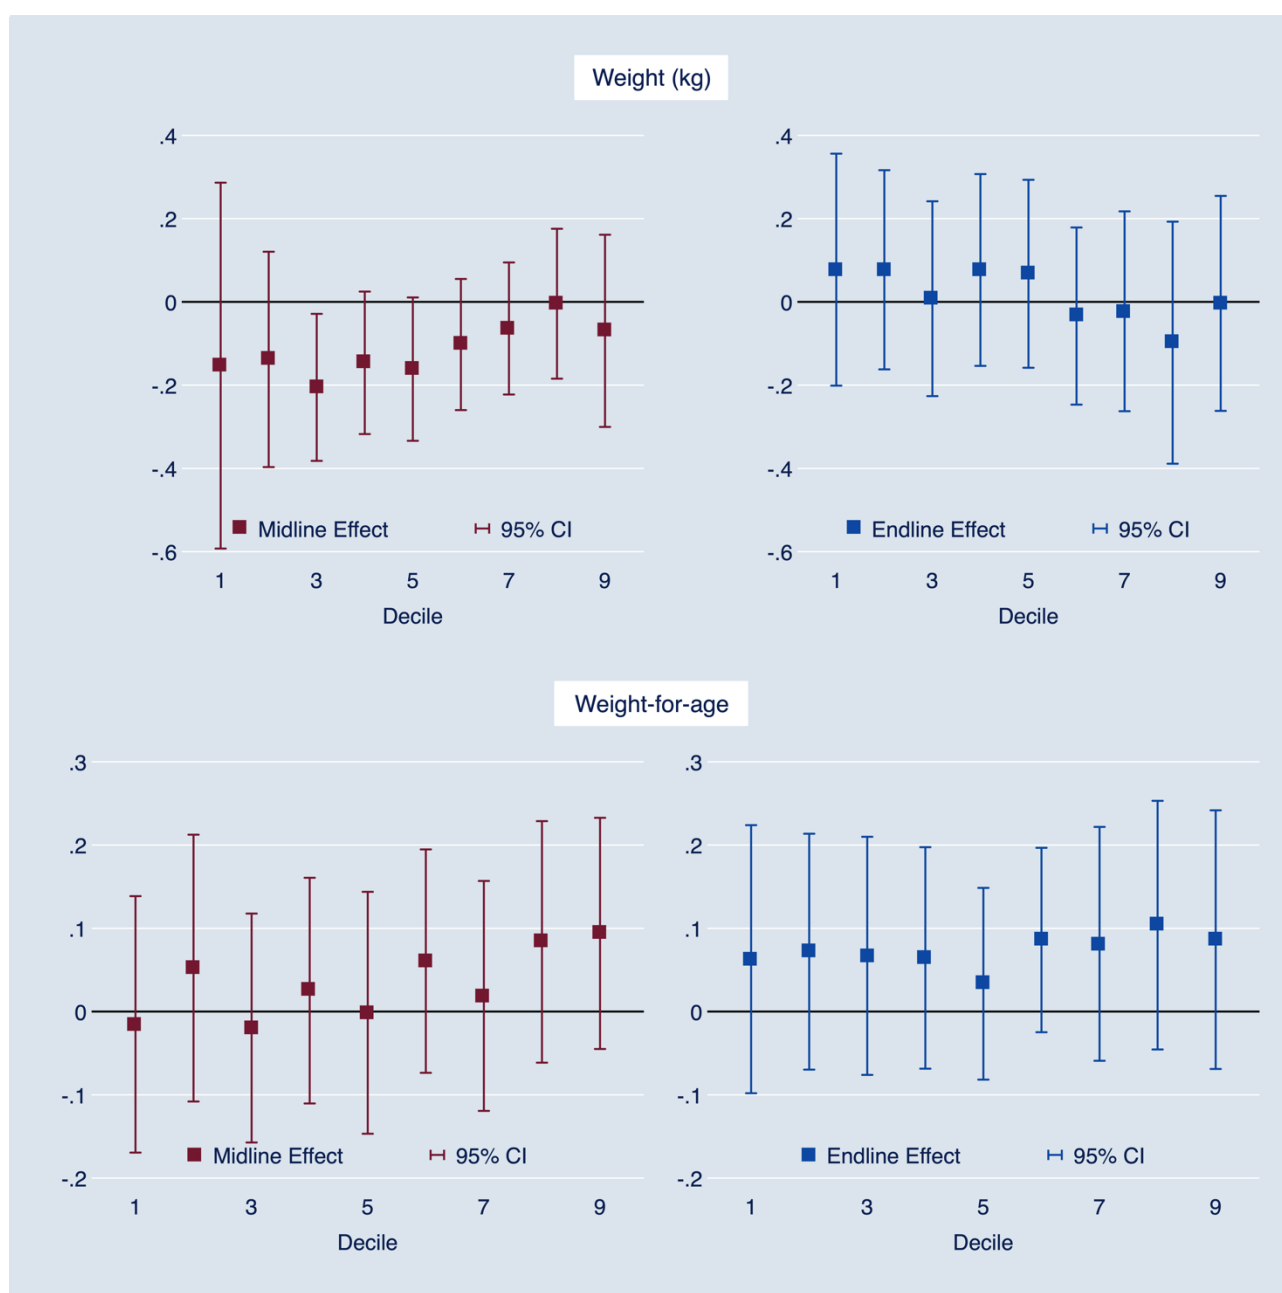 Weight (kg)
.4
.2
0
-.2
-.4
-.6
Midline Effect 95% CI
1 3 5 7 9
Decile
.4
.2
0
-.2
-.4
-.6
Endline Effect 95% CI
1 3 5 7 9
Decile
Weight-for-age
.3
.2
.1
0
-.1
-.2
Midline Effect 95% CI
1 3 5 7 9
Decile
.3
.2
.1
0
-.1
-.2
Endline Effect 95% CI
1 3 5 7 9
Decile